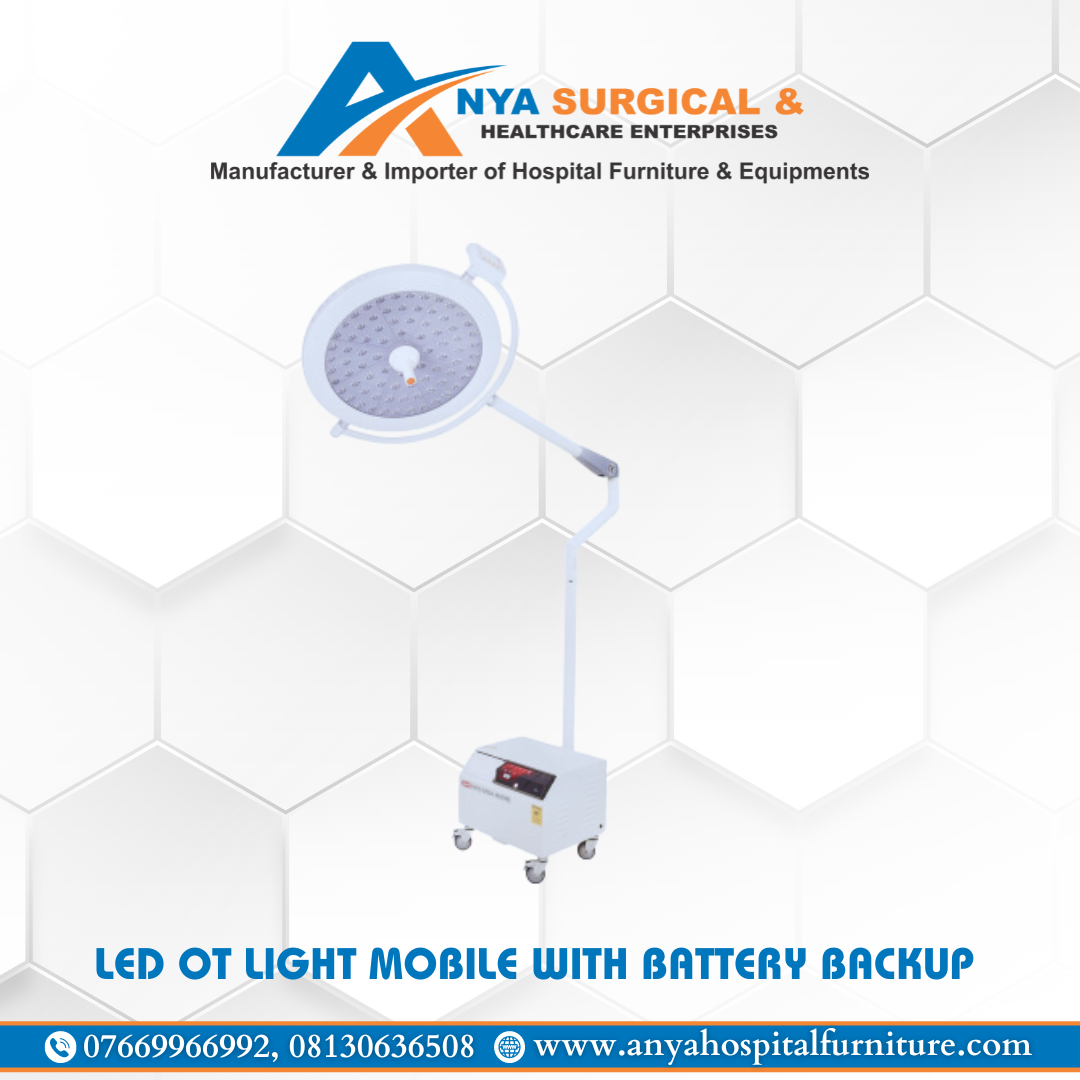 ANYA SURGICAL &
HEALTHCARE ENTERPRISES
Manufacturer & Importer of Hospital Furniture & Equipments
LED OT LIGHT MOBILE WITH BATTERY BACKUP
07669966992, 08130636508 www.anyahospitalfurniture.com